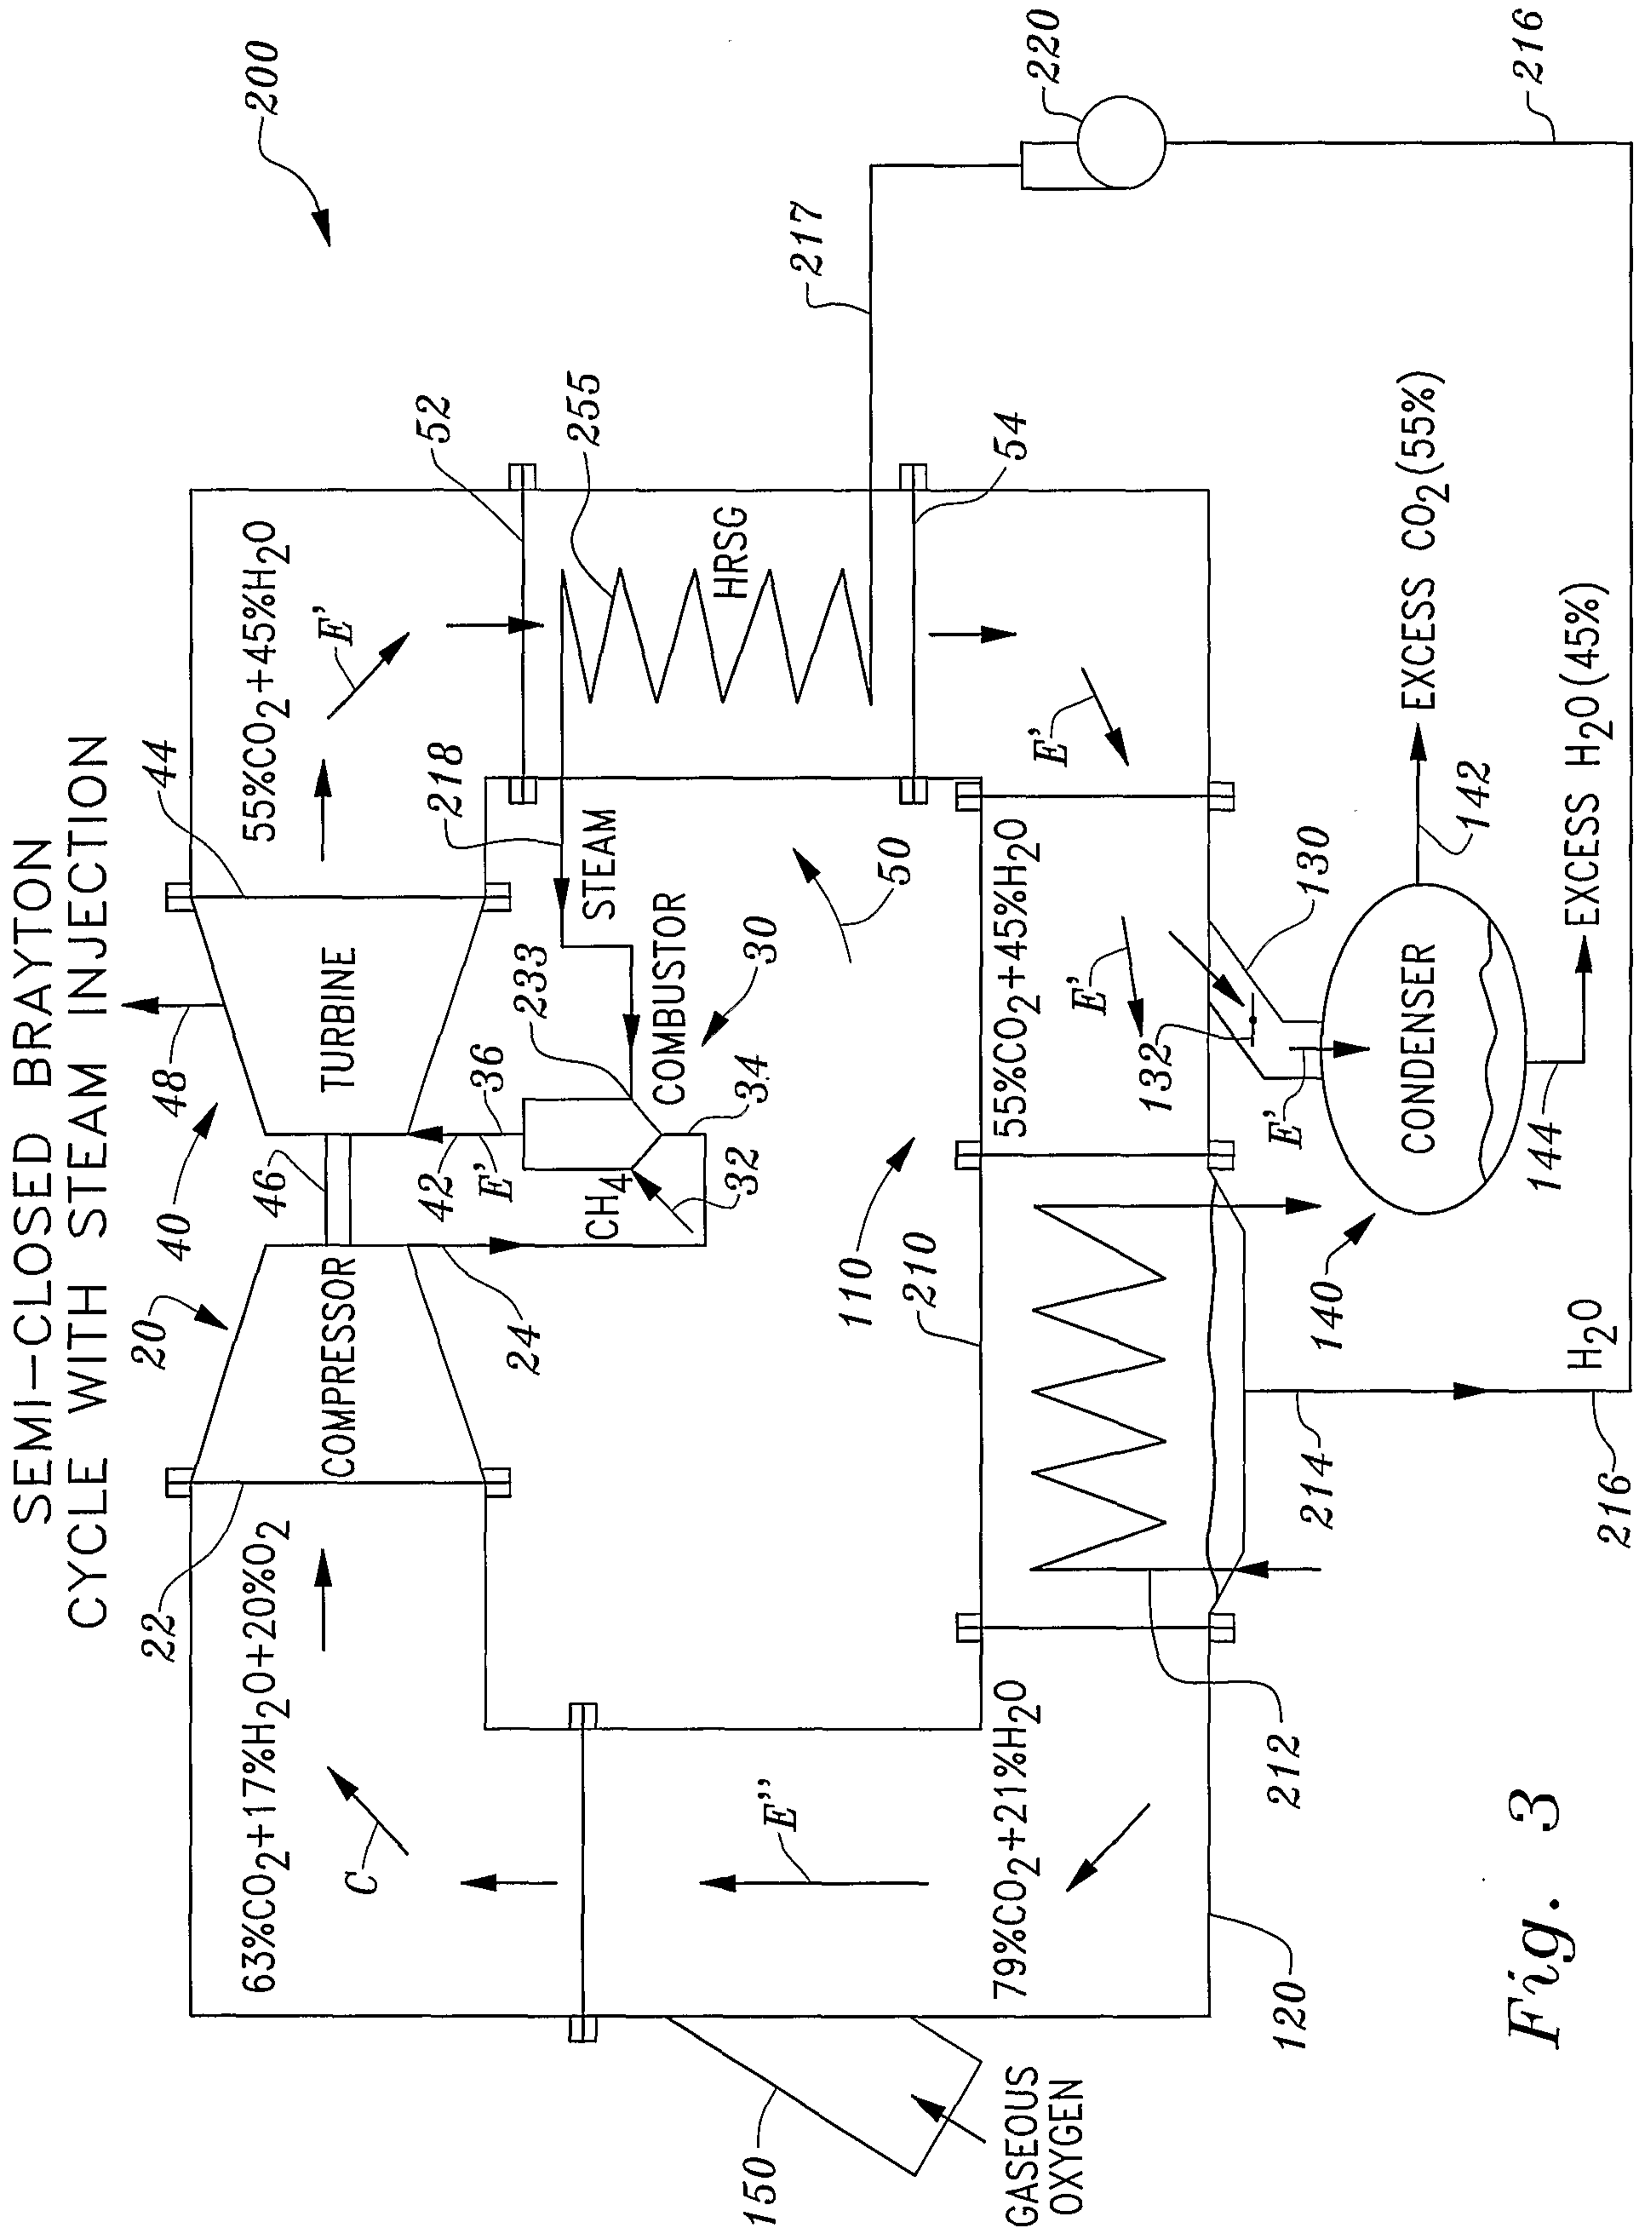 SEMI-CLOSED BRAYTON
CYCLE WITH STEAM INJECTION
200
20
40
48
44
22
63%CO2+17%H2O+20%O2
COMPRESSOR
46
TURBINE
55%CO2+45%H2O
E'
C
24
42
E'
36
218
52
CH4
32
233
34
STEAM
COMBUSTOR
30
255
HRSG
E''
110
50
217
54
220
150
GASEOUS
OXYGEN
79%CO2+21%H2O
210
55%CO2+45%H2O
E'
E'
132
E'
130
120
212
214
140
CONDENSER
142
EXCESS CO2(55%)
144
EXCESS H2O(45%)
H2O
216
216
Fig. 3